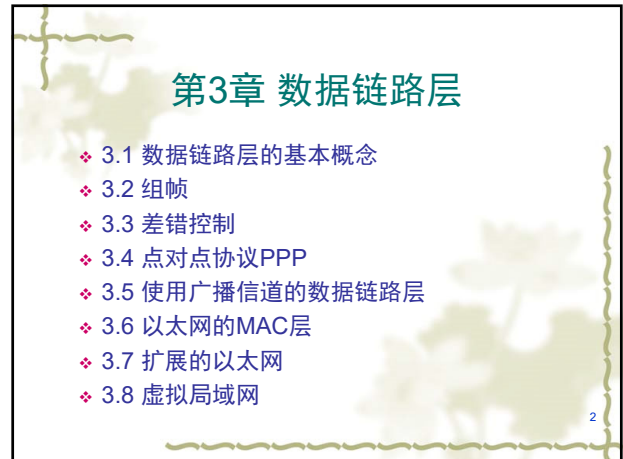 第3章 数据链路层
3.1 数据链路层的基本概念
3.2 组帧
3.3 差错控制
3.4 点对点协议PPP
3.5 使用广播信道的数据链路层
3.6 以太网的MAC层
3.7 扩展的以太网
3.8 虚拟局域网
2